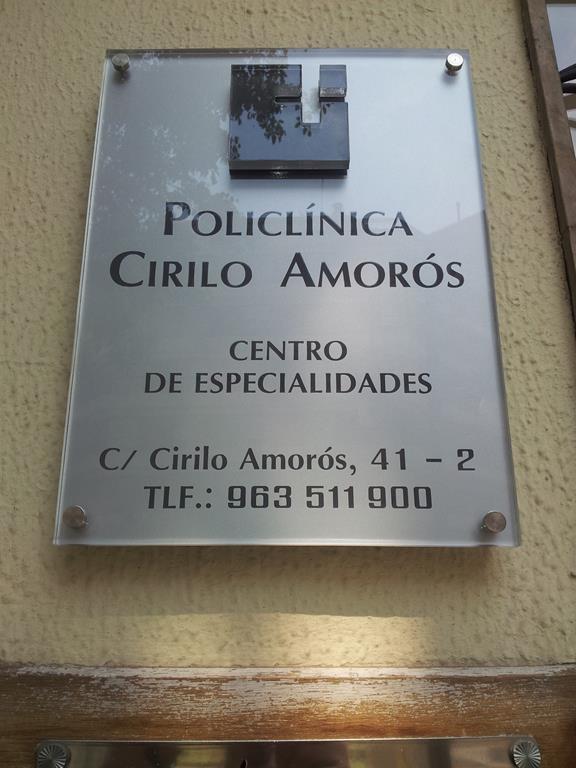 POLICLÍNICA
CIRILO AMORÓS
CENTRO
DE ESPECIALIDADES
C/ Cirilo Amorós, 41 – 2
TLF.: 963 511 900